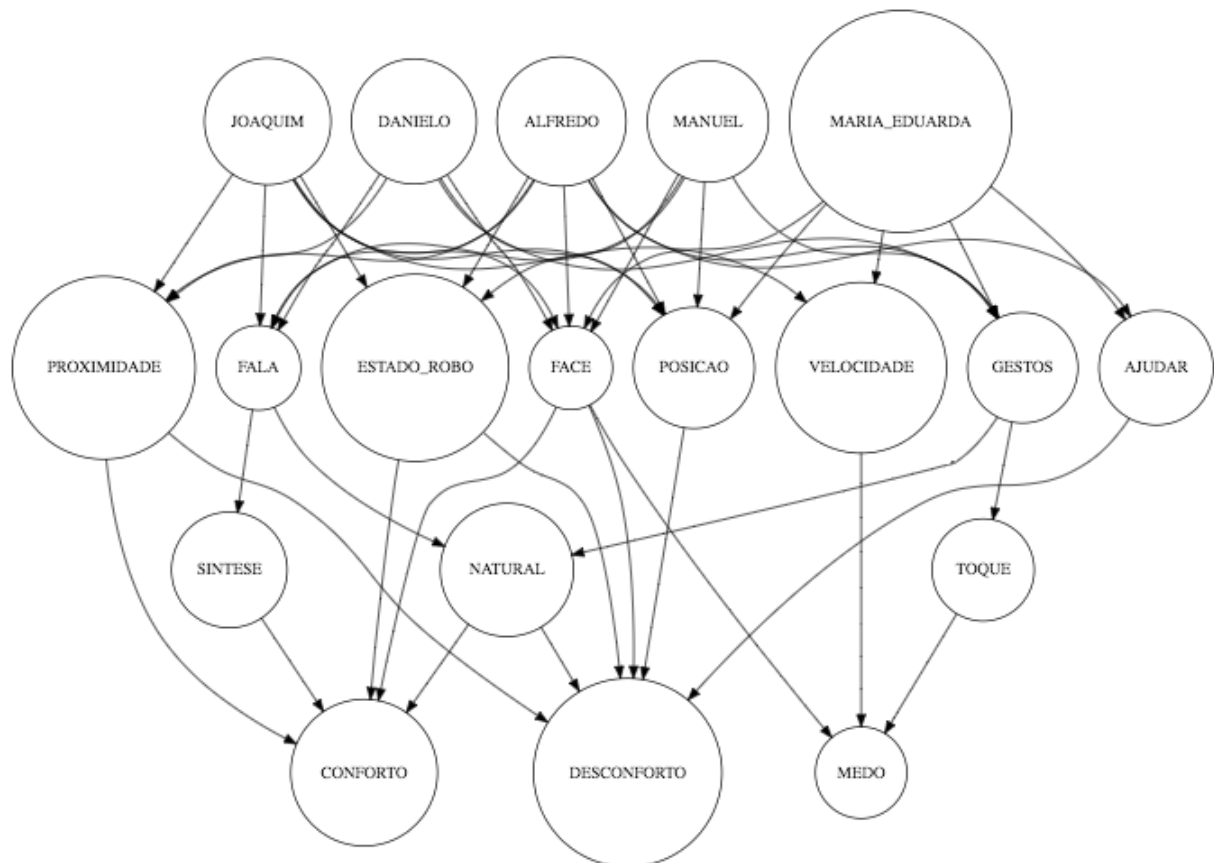 JOAQUIM
DANIELO
ALFREDO
MANUEL
MARIA_EDUARDA
PROXIMIDADE
FALA
ESTADO_ROBO
FACE
POSICAO
VELOCIDADE
GESTOS
AJUDAR
SINTESE
NATURAL
TOQUE
CONFORTO
DESCONFORTO
MEDO